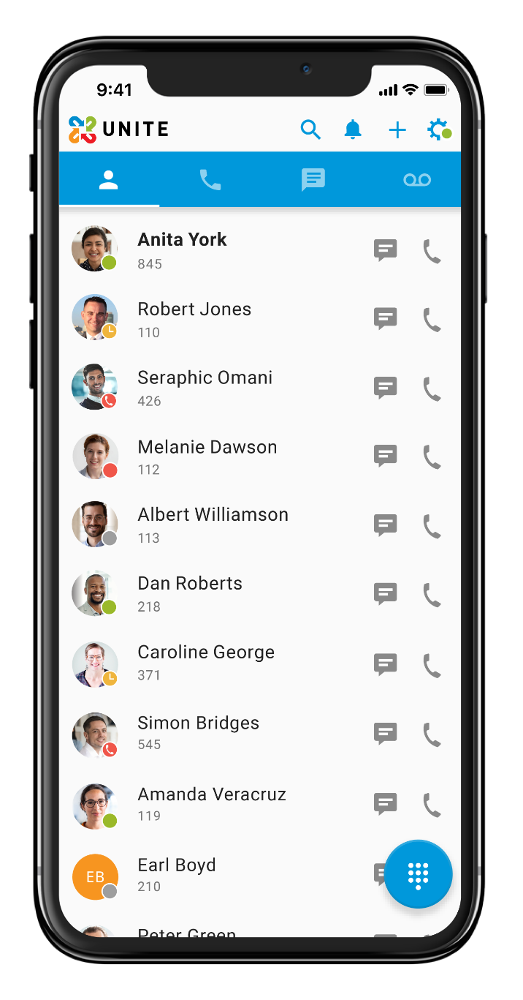 9:41
UNITE
Anita York
845
Robert Jones
110
Seraphic Omani
426
Melanie Dawson
112
Albert Williamson
113
Dan Roberts
218
Caroline George
371
Simon Bridges
545
Amanda Veracruz
119
EB
Earl Boyd
210
Peter Green